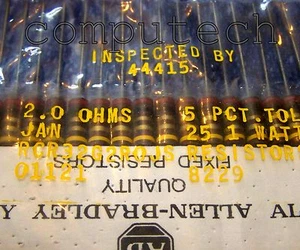 computech
INSPECTED BY
44415
2.0 OHMS 5 PCT.TOL
JAN 25 1 WATT
RESISTOR
01121 8229
FIXED RESISTORS
QUALITY
ALLEN-BRADLEY